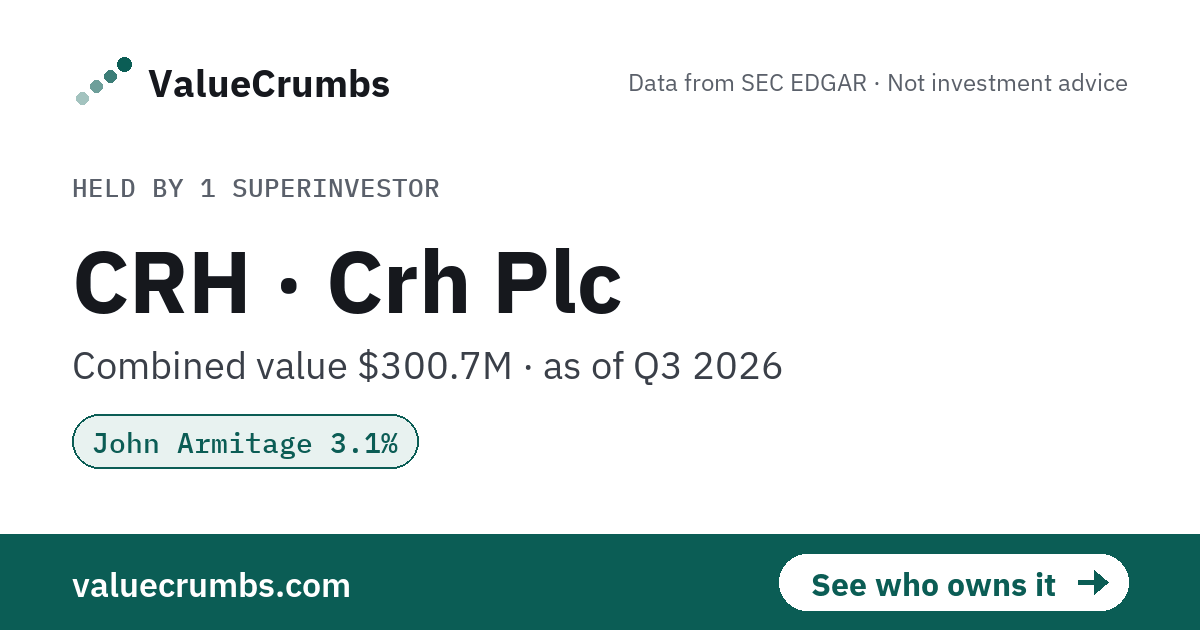 ValueCrumbs
Data from SEC EDGAR · Not investment advice
HELD BY 1 SUPERINVESTOR
CRH · Crh Plc
Combined value $300.7M · as of Q3 2026
John Armitage 3.1%
valuecrumbs.com
See who owns it →